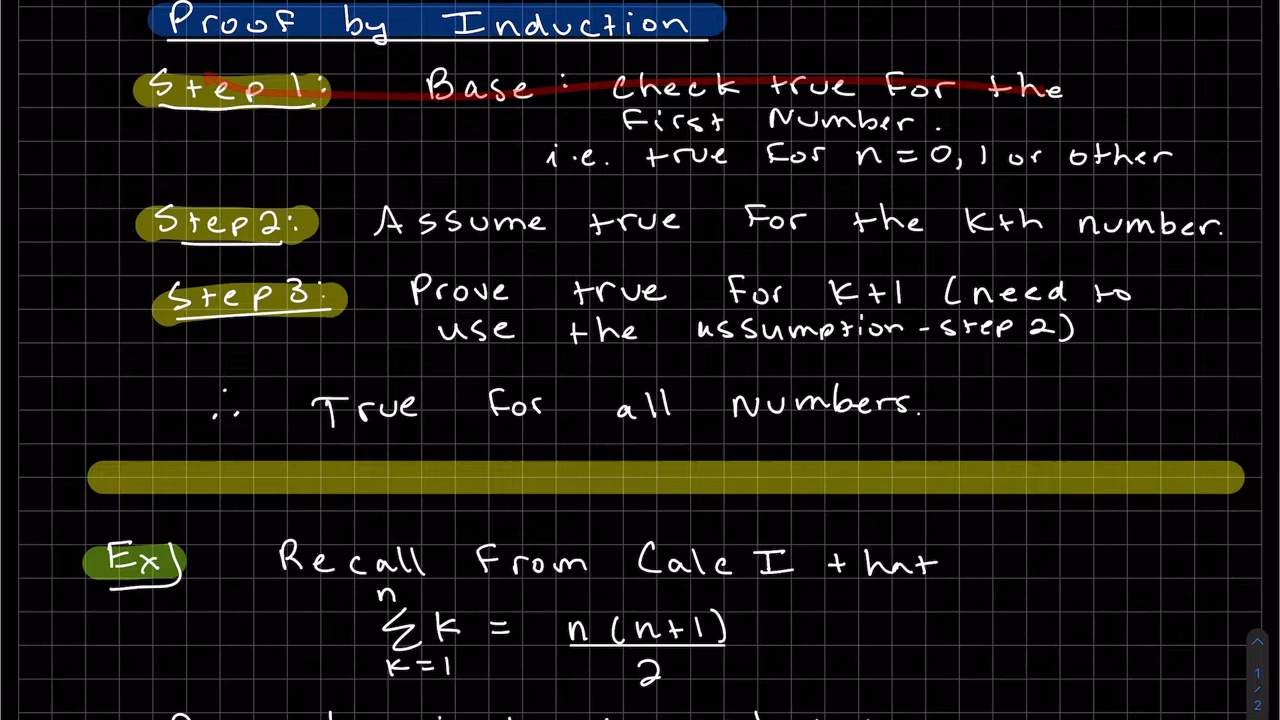 Proof by Induction
Step 1: Base: Check true for the
First Number.
i.e. true for n = 0, 1 or other
Step 2: Assume true for the kth number.
Step 3: Prove true for k+1 (need to
use the assumption - step 2)
∴ True for all Numbers.
Ex) Recall From Calc I that
n
∑ k = n(n+1)
k=1 2
1
/
2